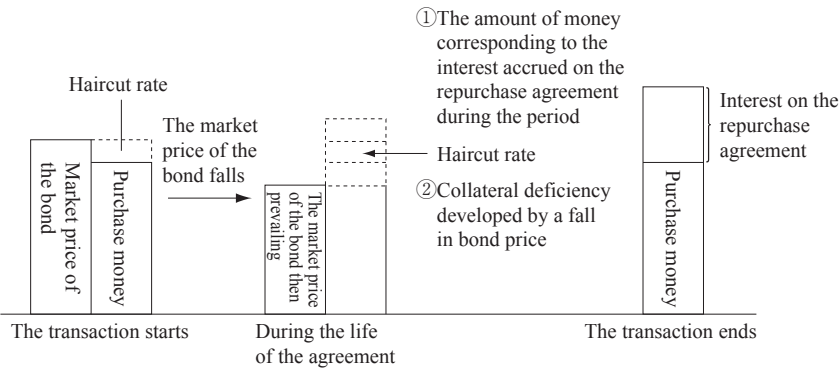 ①The amount of money
corresponding to the
interest accrued on the
repurchase agreement
during the period
Haircut rate
Market price of
the bond
Purchase money
The market
price of the
bond falls
The market price
of the bond then
prevailing
Haircut rate
②Collateral deficiency
developed by a fall
in bond price
Interest on the
repurchase
agreement
Purchase money
The transaction starts
During the life
of the agreement
The transaction ends